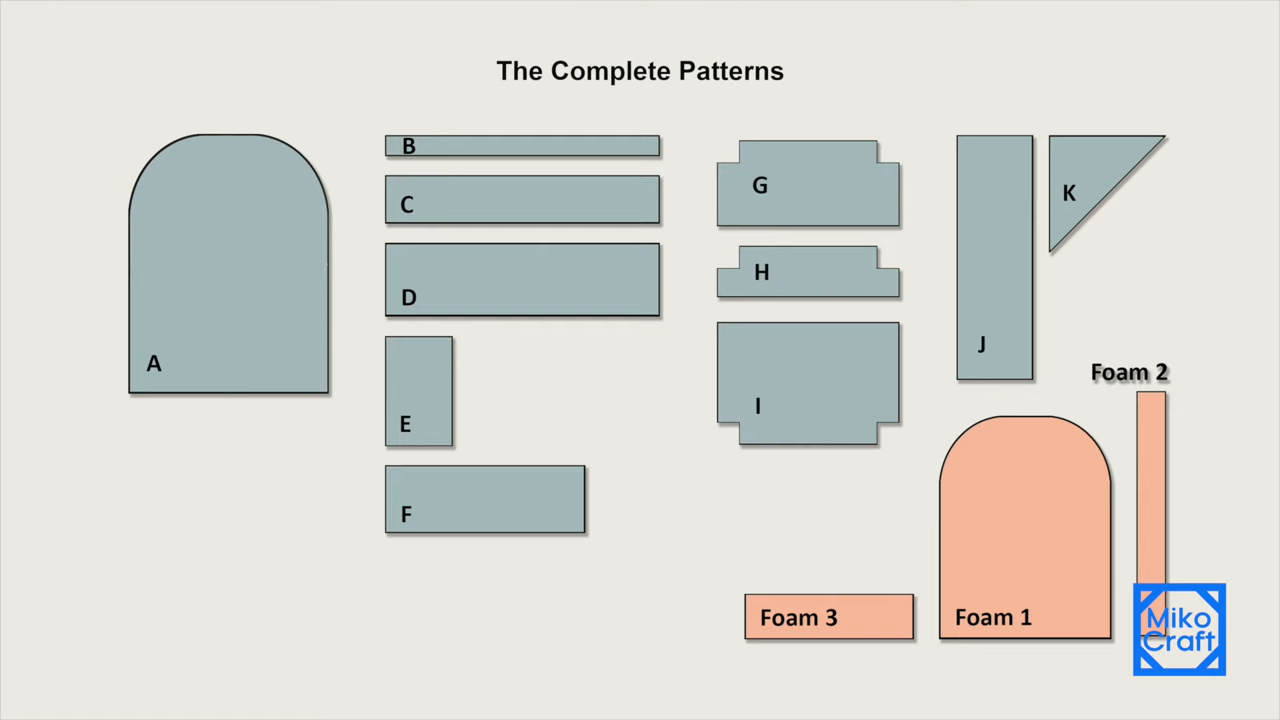 The Complete Patterns
A
B
C
D
E
F
G
H
I
J
K
Foam 2
Foam 1
Foam 3
Miko
Craft